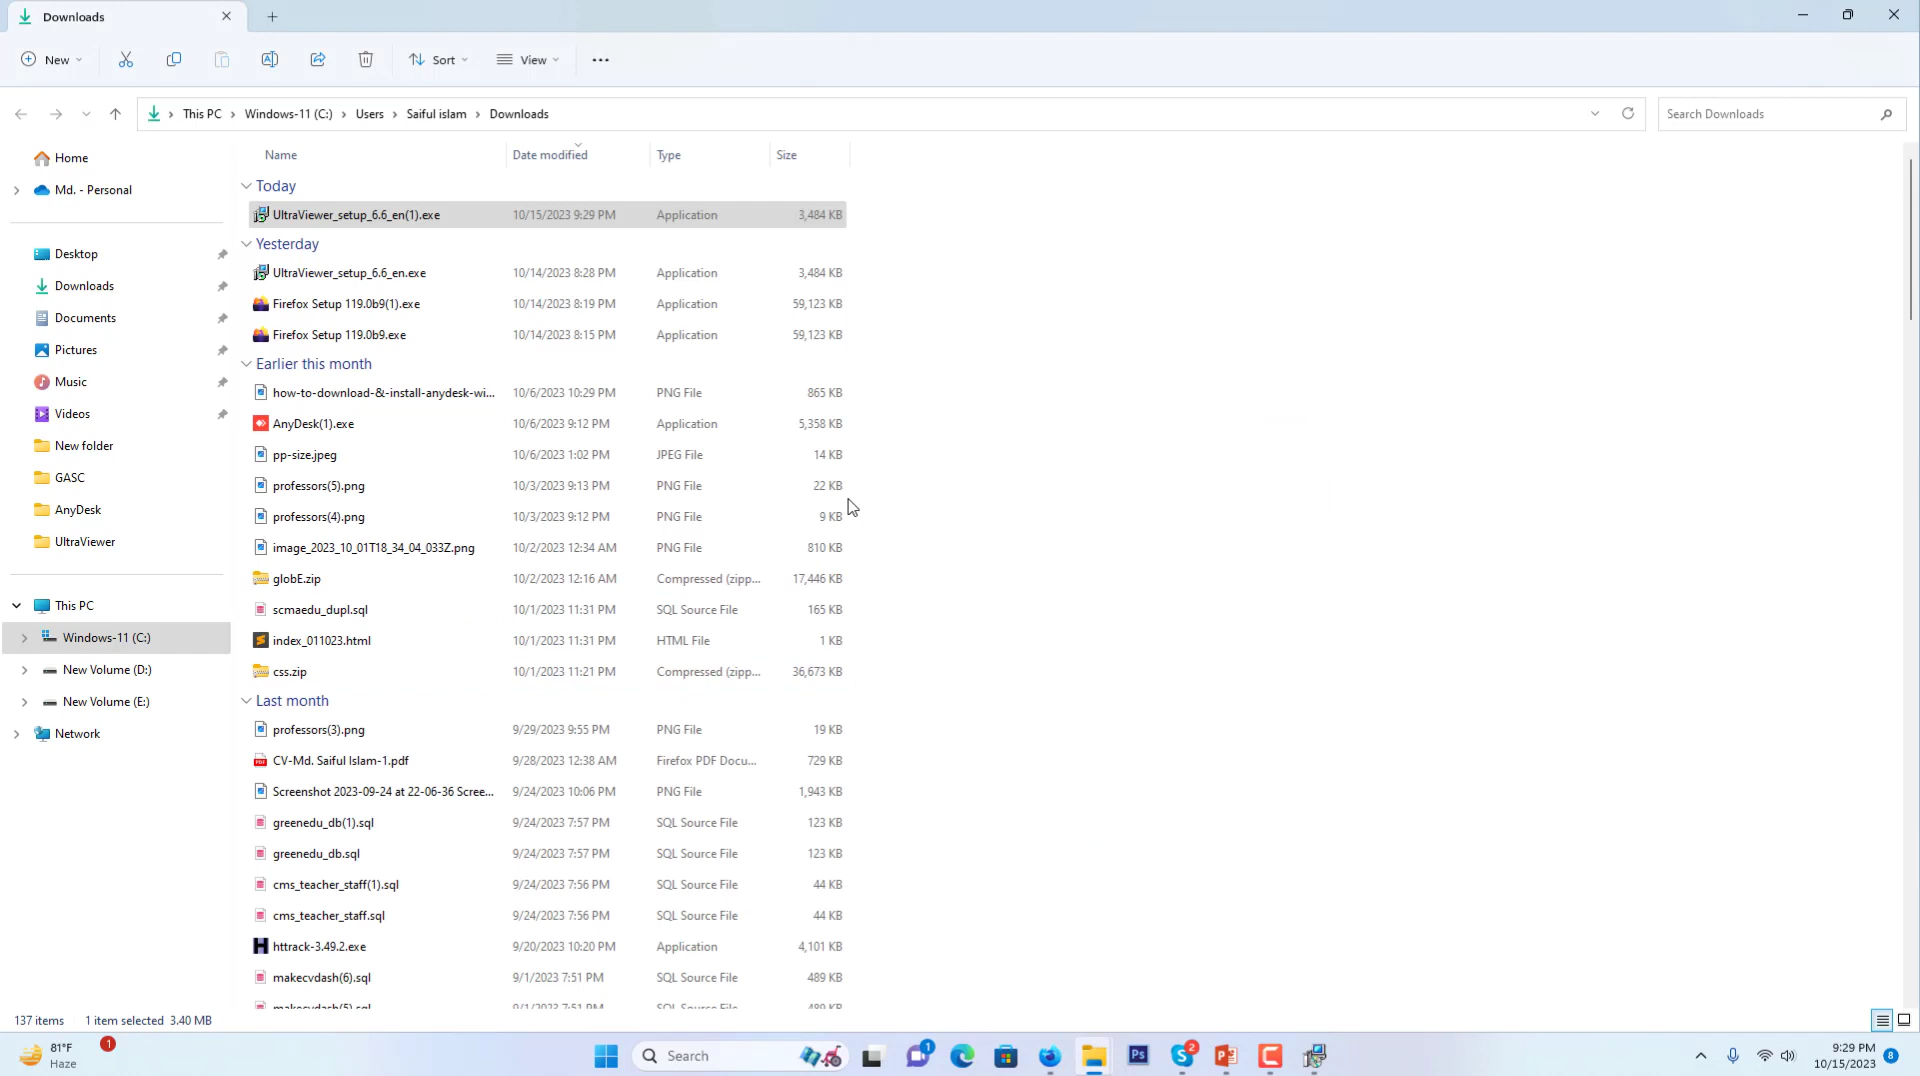 Downloads
New
Sort
View
This PC > Windows-11 (C:) > Users > Saiful islam > Downloads
Search Downloads
Home
Md. - Personal
Desktop
Downloads
Documents
Pictures
Music
Videos
New folder
GASC
AnyDesk
UltraViewer
This PC
Windows-11 (C:)
New Volume (D:)
New Volume (E:)
Network
Name Date modified Type Size
Today
UltraViewer_setup_6.6_en(1).exe 10/15/2023 9:29 PM Application 3,484 KB
Yesterday
UltraViewer_setup_6.6_en.exe 10/14/2023 8:28 PM Application 3,484 KB
Firefox Setup 119.0b9(1).exe 10/14/2023 8:19 PM Application 59,123 KB
Firefox Setup 119.0b9.exe 10/14/2023 8:15 PM Application 59,123 KB
Earlier this month
how-to-download-&-install-anydesk-wi... 10/6/2023 10:29 PM PNG File 865 KB
AnyDesk(1).exe 10/6/2023 9:12 PM Application 5,358 KB
pp-size.jpeg 10/6/2023 1:02 PM JPEG File 14 KB
professors(5).png 10/3/2023 9:13 PM PNG File 22 KB
professors(4).png 10/3/2023 9:12 PM PNG File 9 KB
image_2023_10_01T18_34_04_033Z.png 10/2/2023 12:34 AM PNG File 810 KB
globE.zip 10/2/2023 12:16 AM Compressed (zipp... 17,446 KB
scmaedu_dupl.sql 10/1/2023 11:31 PM SQL Source File 165 KB
index_011023.html 10/1/2023 11:31 PM HTML File 1 KB
css.zip 10/1/2023 11:21 PM Compressed (zipp... 36,673 KB
Last month
professors(3).png 9/29/2023 9:55 PM PNG File 19 KB
CV-Md. Saiful Islam-1.pdf 9/28/2023 12:38 AM Firefox PDF Docu... 729 KB
Screenshot 2023-09-24 at 22-06-36 Scree... 9/24/2023 10:06 PM PNG File 1,943 KB
greenedu_db(1).sql 9/24/2023 7:57 PM SQL Source File 123 KB
greenedu_db.sql 9/24/2023 7:57 PM SQL Source File 123 KB
cms_teacher_staff(1).sql 9/24/2023 7:56 PM SQL Source File 44 KB
cms_teacher_staff.sql 9/24/2023 7:56 PM SQL Source File 44 KB
httrack-3.49.2.exe 9/20/2023 10:20 PM Application 4,101 KB
makecvdash(6).sql 9/1/2023 7:51 PM SQL Source File 489 KB
makecvdash(5).sql 9/1/2023 7:51 PM SQL Source File 489 KB
137 items 1 item selected 3.40 MB
81°F
Haze
1
Search
1
Ps
2
9:29 PM
10/15/2023
8